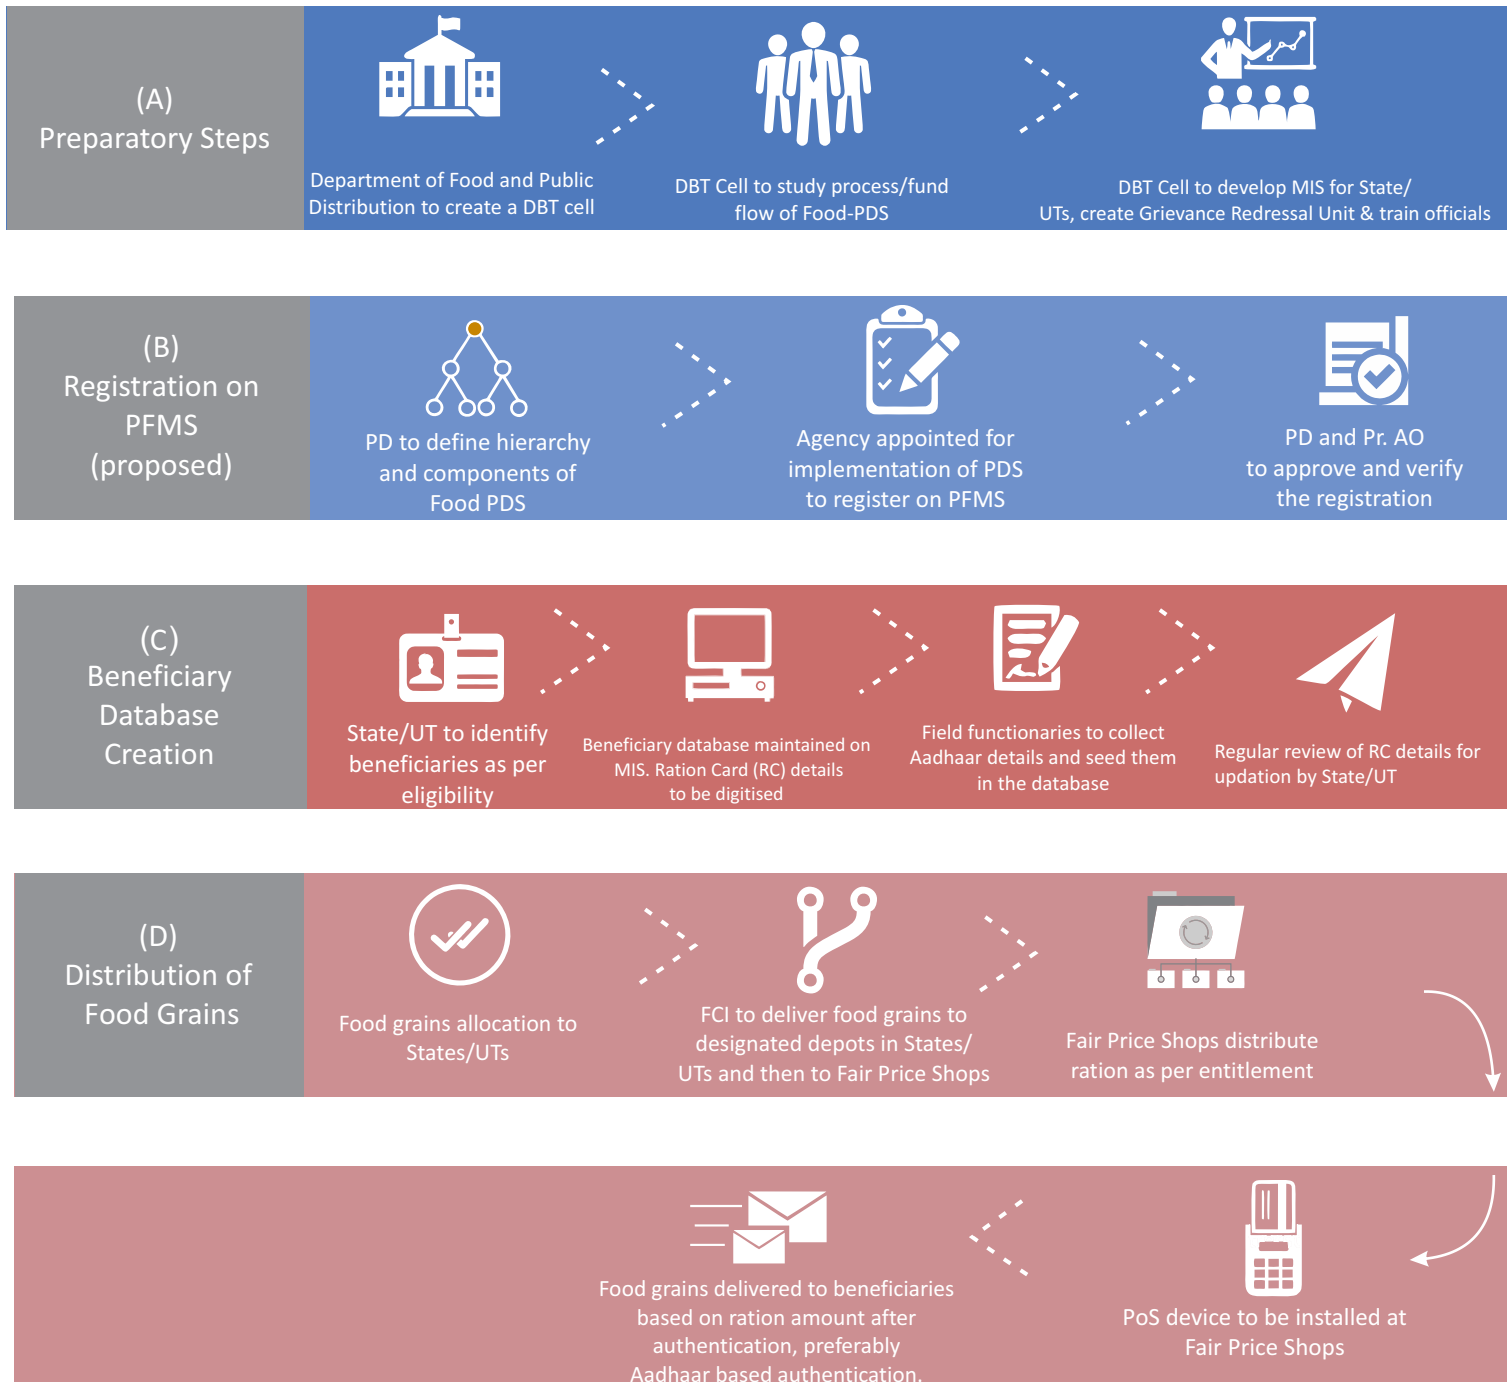 (A)
Preparatory Steps
Department of Food and Public
Distribution to create a DBT cell
DBT Cell to study process/fund
flow of Food-PDS
DBT Cell to develop MIS for State/
UTs, create Grievance Redressal Unit & train officials
(B)
Registration on
PFMS
(proposed)
PD to define hierarchy
and components of
Food PDS
Agency appointed for
implementation of PDS
to register on PFMS
PD and Pr. AO
to approve and verify
the registration
(C)
Beneficiary
Database
Creation
State/UT to identify
beneficiaries as per
eligibility
Beneficiary database maintained on
MIS. Ration Card (RC) details
to be digitised
Field functionaries to collect
Aadhaar details and seed them
in the database
Regular review of RC details for
updation by State/UT
(D)
Distribution of
Food Grains
Food grains allocation to
States/UTs
FCI to deliver food grains to
designated depots in States/
UTs and then to Fair Price Shops
Fair Price Shops distribute
ration as per entitlement
PoS device to be installed at
Fair Price Shops
Food grains delivered to beneficiaries
based on ration amount after
authentication, preferably
Aadhaar based authentication.